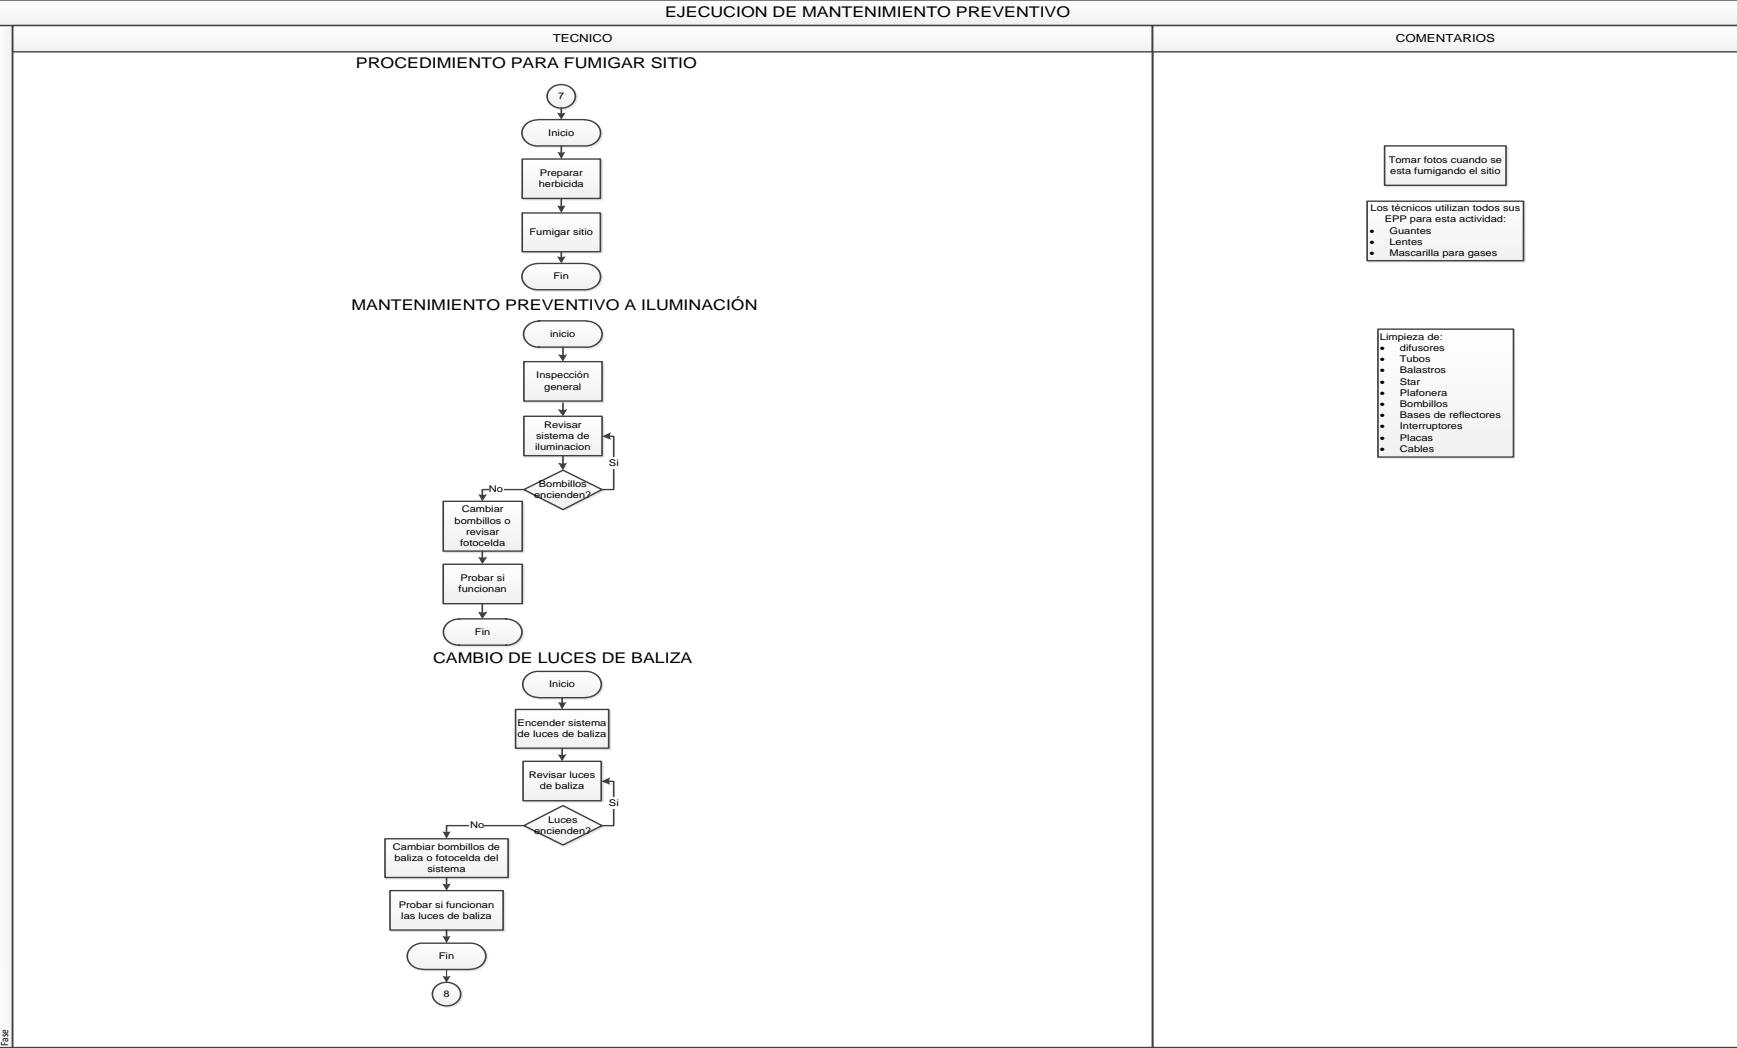 EJECUCION DE MANTENIMIENTO PREVENTIVO
TECNICO
COMENTARIOS
PROCEDIMIENTO PARA FUMIGAR SITIO
7
Inicio
Preparar
herbicida
Fumigar sitio
Fin
Tomar fotos cuando se
esta fumigando el sitio
Los técnicos utilizan todos sus
EPP para esta actividad:
• Guantes
• Lentes
• Mascarilla para gases
MANTENIMIENTO PREVENTIVO A ILUMINACIÓN
inicio
Inspección
general
Revisar
sistema de
iluminacion
Si
Bombillos
encienden?
No
Cambiar
bombillos o
revisar
fotocelda
Probar si
funcionan
Fin
Limpieza de:
• difusores
• Tubos
• Balastros
• Star
• Plafonera
• Bombillos
• Bases de reflectores
• Interruptores
• Placas
• Cables
CAMBIO DE LUCES DE BALIZA
Inicio
Encender sistema
de luces de baliza
Revisar luces
de baliza
Si
Luces
encienden?
No
Cambiar bombillos de
baliza o fotocelda del
sistema
Probar si funcionan
las luces de baliza
Fin
8
Fase